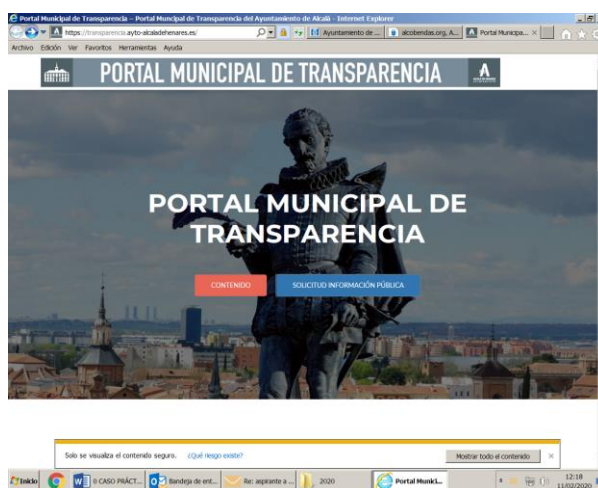 Portal Municipal de Transparencia – Portal Municipal de Transparencia del Ayuntamiento de Alcalá - Internet Explorer
https://transparencia.ayto-alcaladehenares.es/
Ayuntamiento de ...
alcobendas.org, A...
Portal Municipa...
Archivo Edición Ver Favoritos Herramientas Ayuda
PORTAL MUNICIPAL DE TRANSPARENCIA
PORTAL MUNICIPAL DE
TRANSPARENCIA
CONTENIDO
SOLICITUD INFORMACIÓN PÚBLICA
Solo se visualiza el contenido seguro.
¿Qué riesgo existe?
Mostrar todo el contenido
Inicio
0 CASO PRÁCT...
Bandeja de ent...
Re: aspirante a ...
2020
Portal Munici...
12:18
11/02/2020